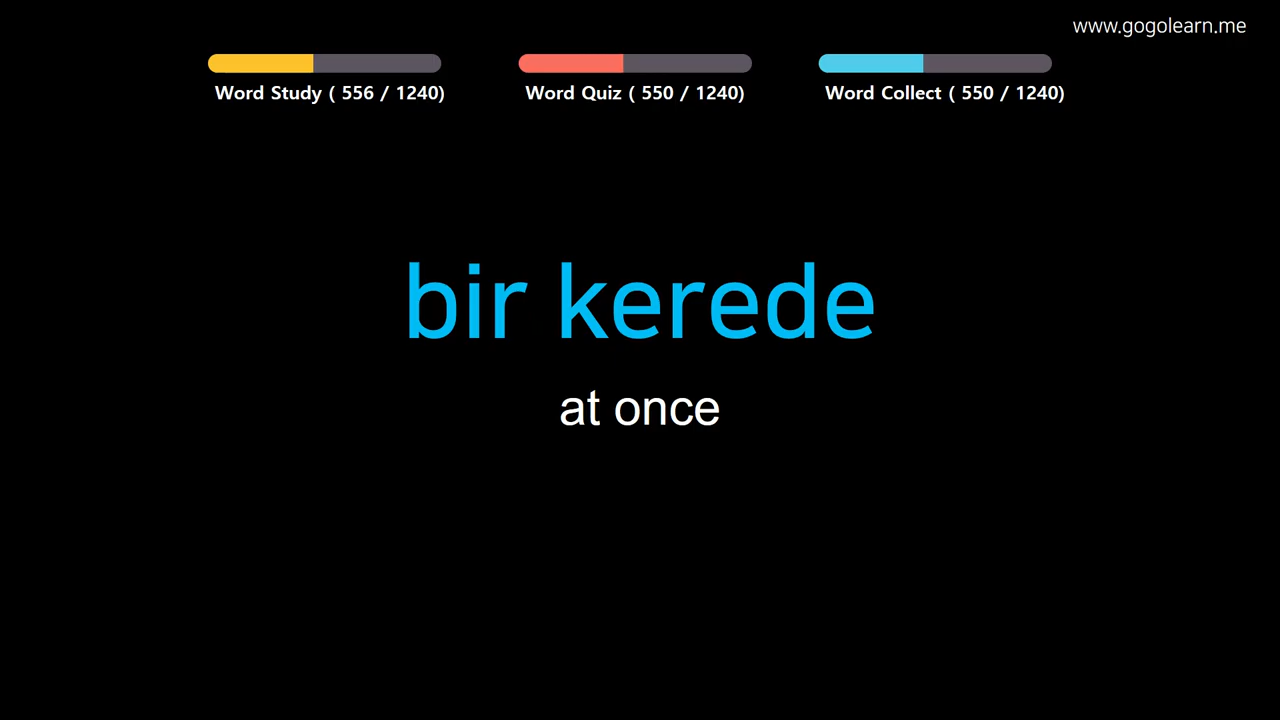 www.gogolearn.me
Word Study ( 556 / 1240)
Word Quiz ( 550 / 1240)
Word Collect ( 550 / 1240)
bir kerede
at once